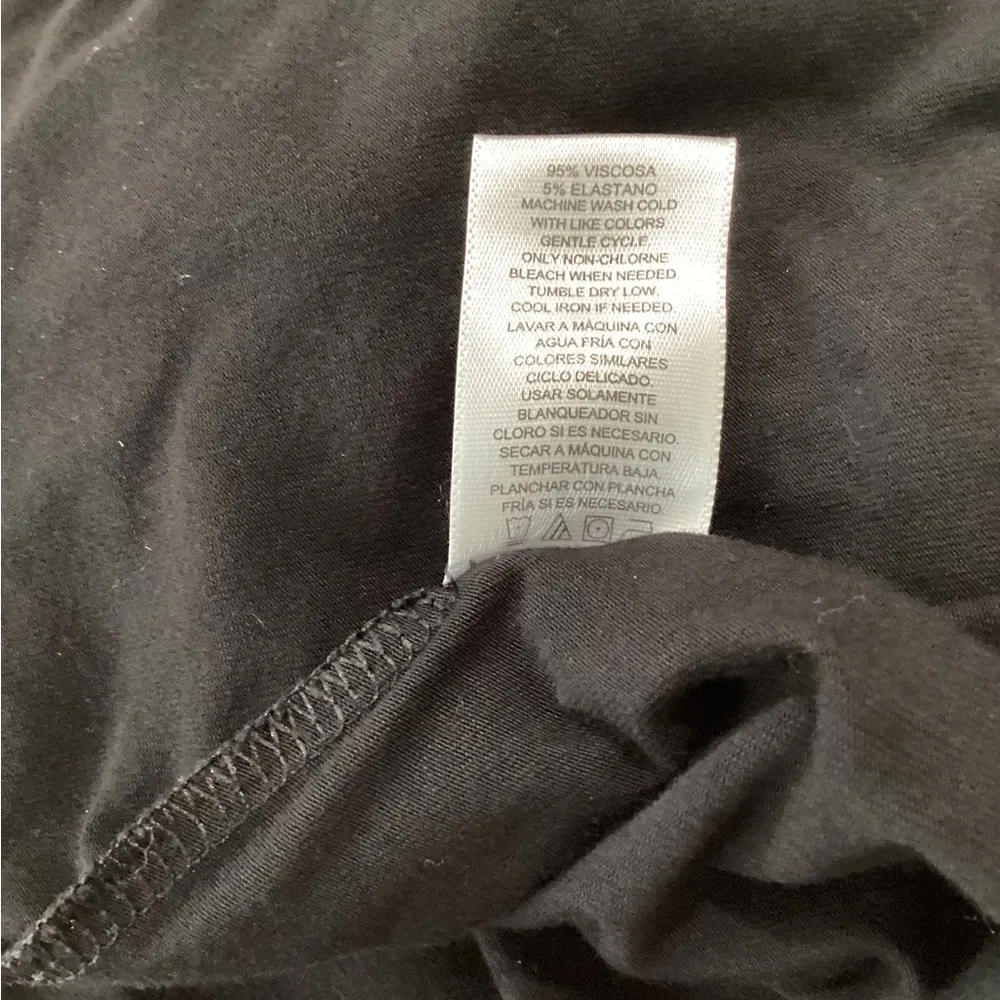 95% VISCOSA
5% ELASTANO
MACHINE WASH COLD
WITH LIKE COLORS
GENTLE CYCLE
ONLY NON-CHLORNE
BLEACH WHEN NEEDED
TUMBLE DRY LOW.
COOL IRON IF NEEDED.
LAVAR A MÁQUINA CON
AGUA FRÍA CON
COLORES SIMILARES
CICLO DELICADO.
USAR SOLAMENTE
BLANQUEADOR SIN
CLORO SI ES NECESARIO.
SECAR A MÁQUINA CON
TEMPERATURA BAJA.
PLANCHAR CON PLANCHA
FRÍA SI ES NECESARIO.